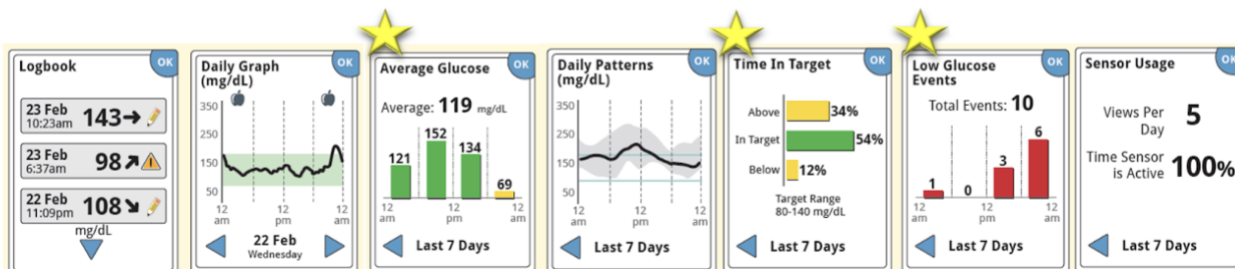 Logbook
OK
23 Feb
10:23am
143
23 Feb
6:37am
98
22 Feb
11:09pm
108
mg/dL
Daily Graph
(mg/dL)
OK
350
250
150
50
12
am
12
pm
12
am
22 Feb
Wednesday
Average Glucose
OK
Average: 119 mg/dL
121
152
134
69
12
am
12
pm
12
am
Last 7 Days
Daily Patterns
(mg/dL)
OK
350
250
150
50
12
am
12
pm
12
am
Last 7 Days
Time In Target
OK
Above
34%
In Target
54%
Below
12%
Target Range
80-140 mg/dL
Last 7 Days
Low Glucose
Events
OK
Total Events: 10
1
0
3
6
12
am
12
pm
12
am
Last 7 Days
Sensor Usage
OK
Views Per
Day
5
Time Sensor
is Active
100%
Last 7 Days